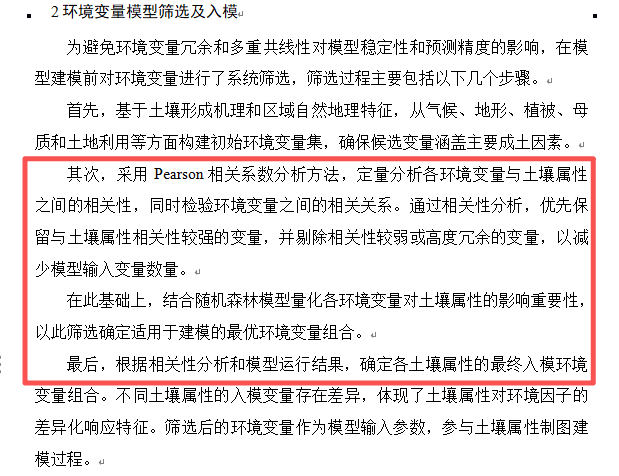 2 环境变量模型筛选及入模
为避免环境变量冗余和多重共线性对模型稳定性和预测精度的影响，在模
型建模前对环境变量进行了系统筛选，筛选过程主要包括以下几个步骤。
首先，基于土壤形成机理和区域自然地理特征，从气候、地形、植被、母
质和土地利用等方面构建初始环境变量集，确保候选变量涵盖主要成土因素。
其次，采用 Pearson 相关系数分析方法，定量分析各环境变量与土壤属性
之间的相关性，同时检验环境变量之间的相关关系。通过相关性分析，优先保
留与土壤属性相关性较强的变量，并剔除相关性较弱或高度冗余的变量，以减
少模型输入变量数量。
在此基础上，结合随机森林模型量化各环境变量对土壤属性的影响重要性，
以此筛选确定适用于建模的最优环境变量组合。
最后，根据相关性分析和模型运行结果，确定各土壤属性的最终入模环境
变量组合。不同土壤属性的入模变量存在差异，体现了土壤属性对环境因子的
差异化响应特征。筛选后的环境变量作为模型输入参数，参与土壤属性制图建
模过程。